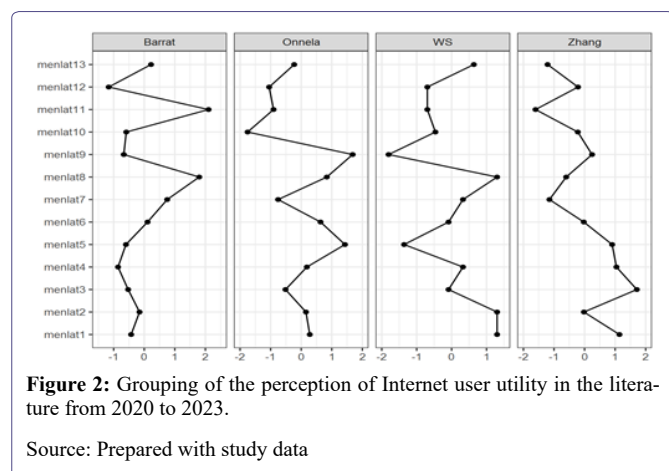 Barrat Onnela WS Zhang
menlat13
menlat12
menlat11
menlat10
menlat9
menlat8
menlat7
menlat6
menlat5
menlat4
menlat3
menlat2
menlat1
-1 0 1 2 -2 -1 0 1 2 -2 -1 0 1 -2 -1 0 1 2
Figure 2: Grouping of the perception of Internet user utility in the litera-
ture from 2020 to 2023.
Source: Prepared with study data